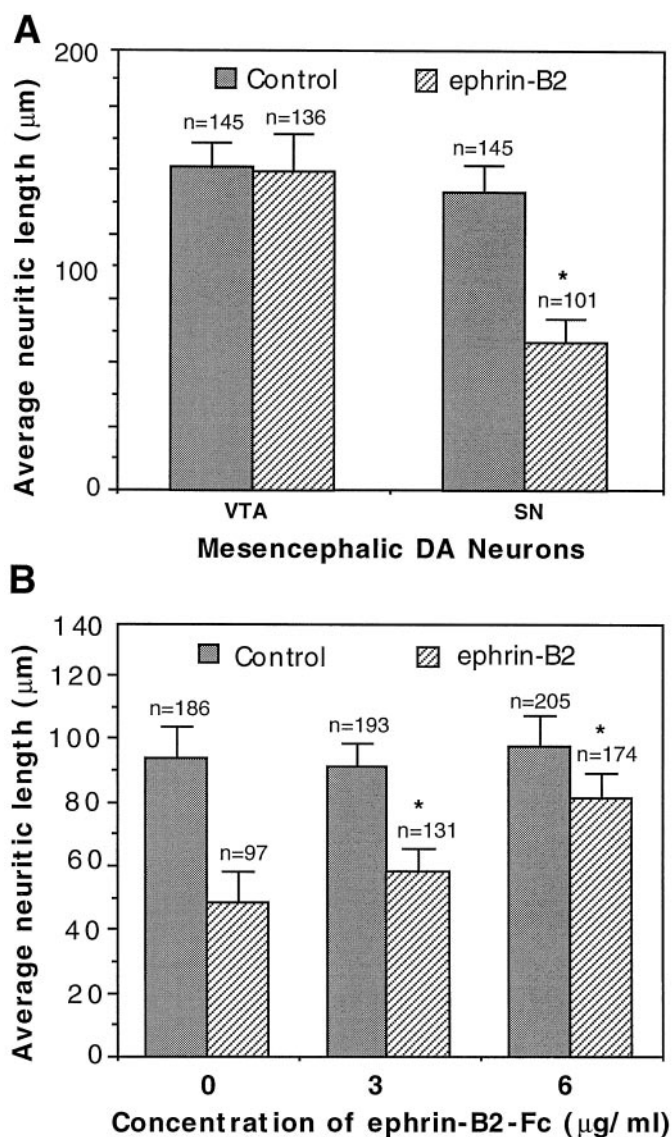 A
200
Control
ephrin-B2
n=145
n=136
n=145
*
n=101
100
0
Average neuritic length (μm)
VTA
SN
Mesencephalic DA Neurons
B
140
Control
ephrin-B2
120
n=186
n=193
n=205
*
n=174
100
*
n=131
80
n=97
60
40
20
0
Average neuritic length (μm)
0
3
6
Concentration of ephrin-B2-Fc (μg/ ml)